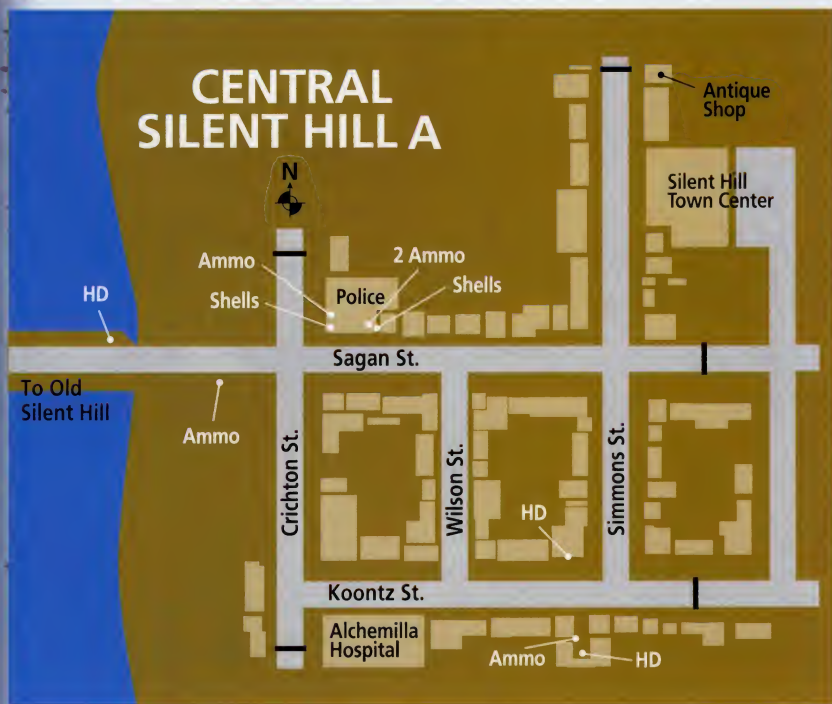 CENTRAL
SILENT HILL A
Antique
Shop
N
Silent Hill
Town Center
Ammo
2 Ammo
Shells
Police
Shells
HD
Sagan St.
To Old
Silent Hill
Ammo
Crichton St.
Wilson St.
Simmons St.
HD
Koontz St.
Alchemilla
Hospital
Ammo
HD